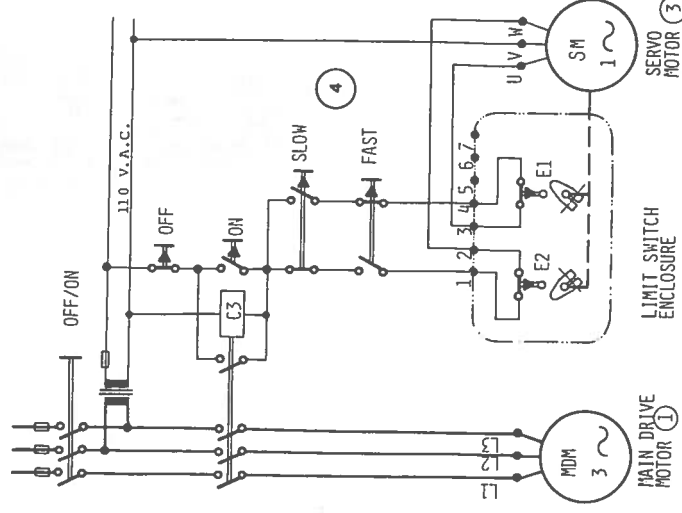 OFF/ON
110 V.A.C.
OFF
ON
C3
SLOW
FAST
4
1 2 3 4 5 6 7
E2
E1
LIMIT SWITCH
ENCLOSURE
U V W
SM
1 ~
SERVO
MOTOR 3
L1 L2 L3
MDM
3 ~
MAIN DRIVE
MOTOR 1